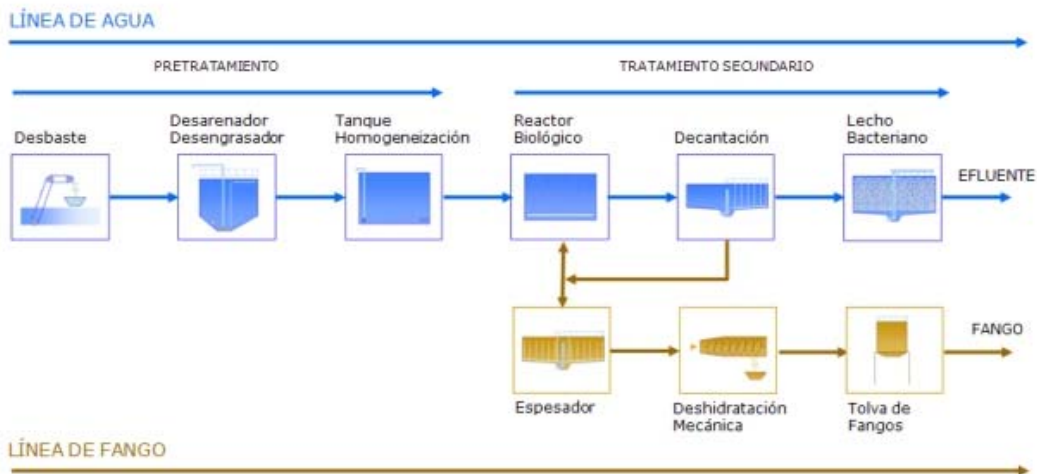 LÍNEA DE AGUA
PRETRATAMIENTO
TRATAMIENTO SECUNDARIO
Desbaste
Desarenador
Desengrasador
Tanque
Homogeneización
Reactor
Biológico
Decantación
Lecho
Bacteriano
EFLUENTE
FANGO
Espesador
Deshidratación
Mecánica
Tolva de
Fangos
LÍNEA DE FANGO